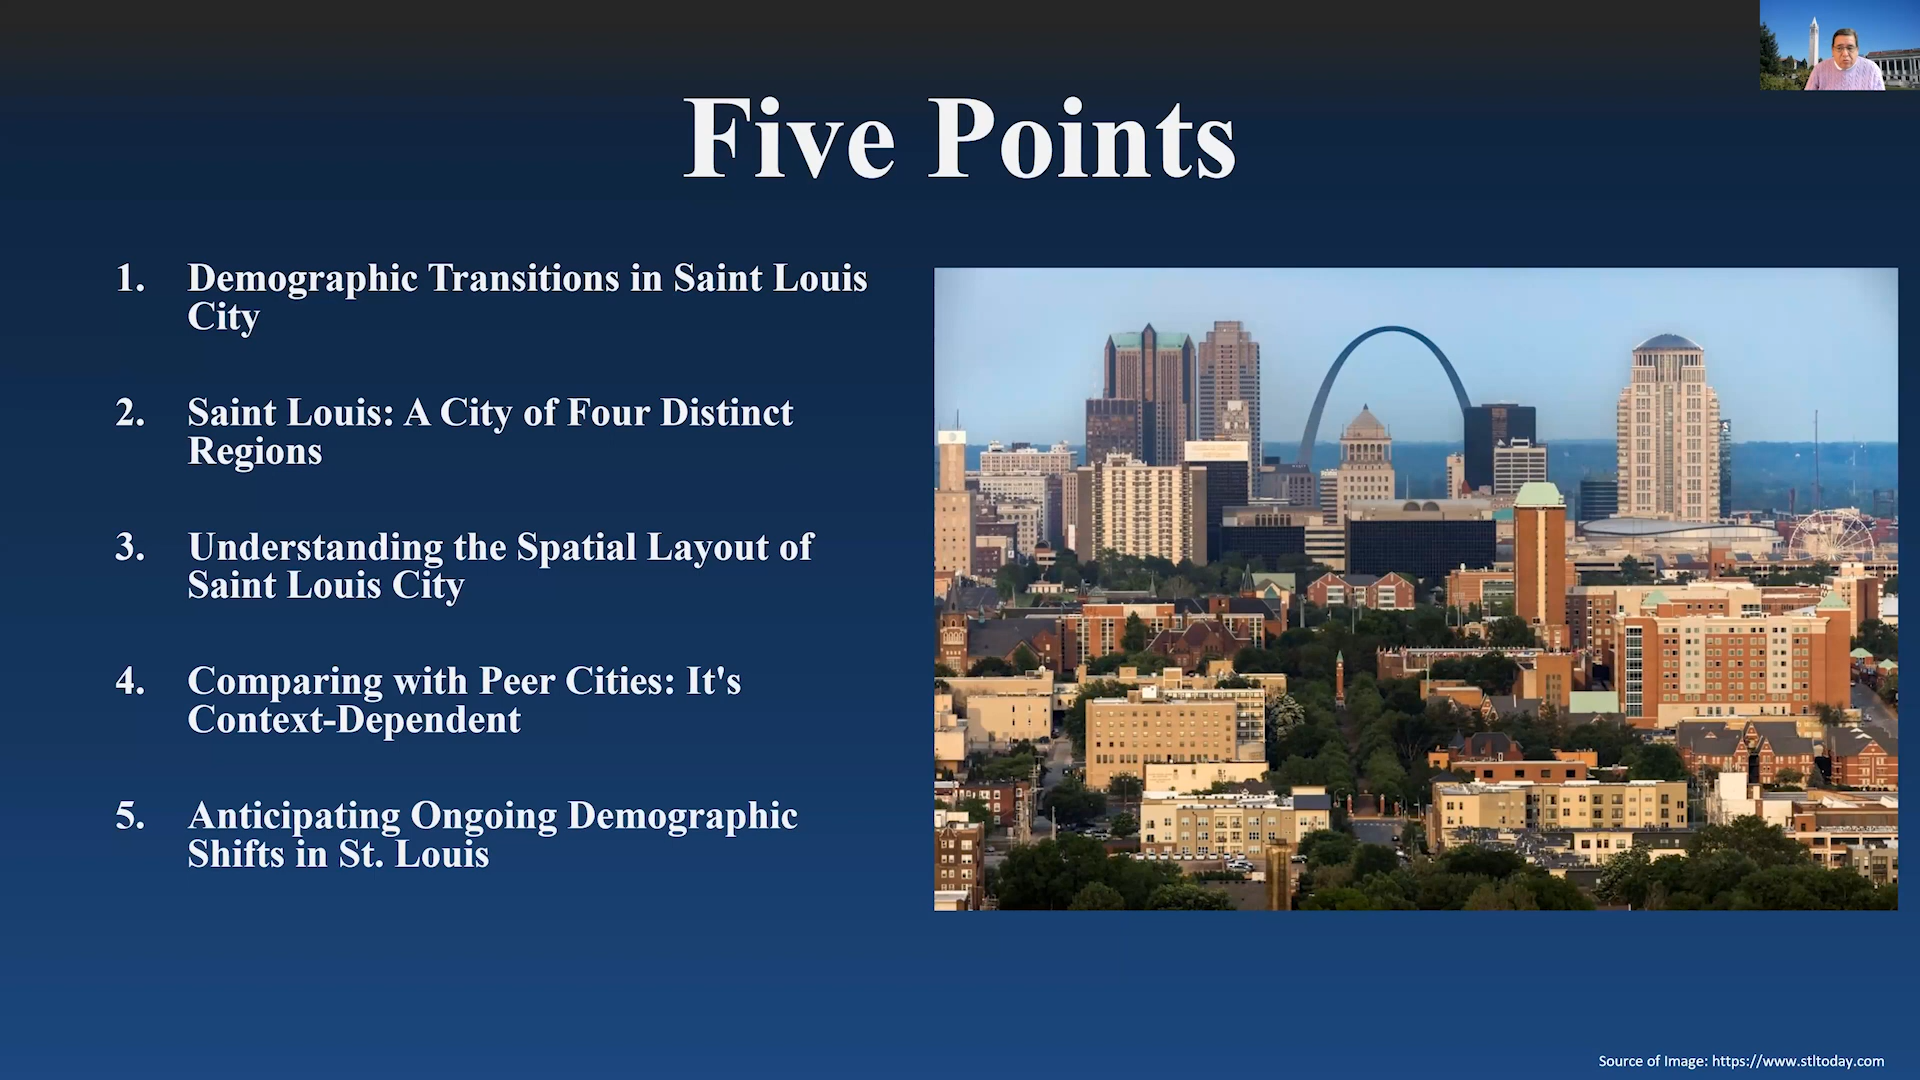 Five Points
1. Demographic Transitions in Saint Louis
City
2. Saint Louis: A City of Four Distinct
Regions
3. Understanding the Spatial Layout of
Saint Louis City
4. Comparing with Peer Cities: It's
Context-Dependent
5. Anticipating Ongoing Demographic
Shifts in St. Louis
Source of Image: https://www.stltoday.com